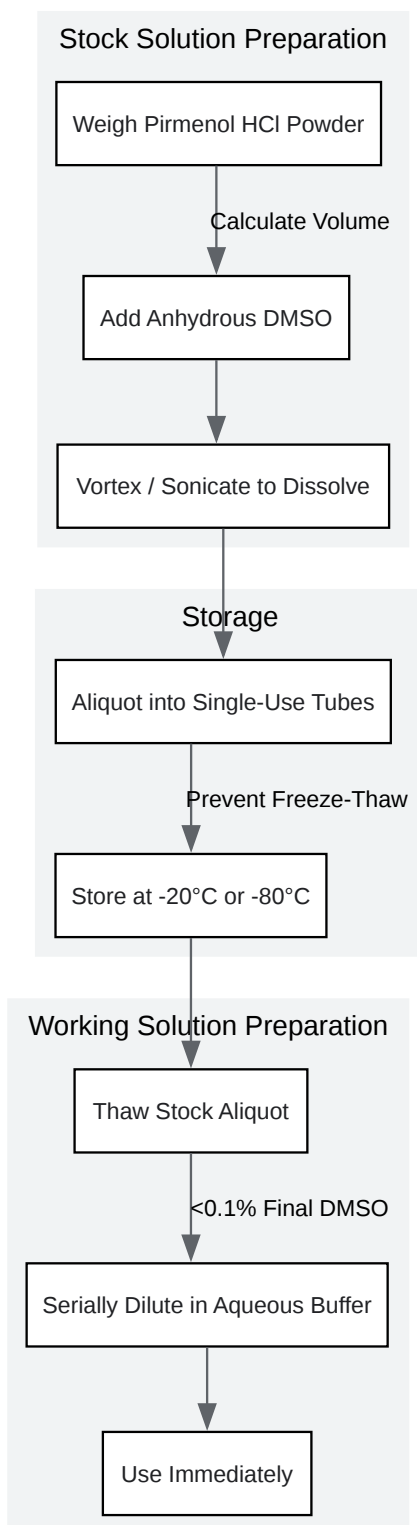 Stock Solution Preparation
Weigh Pirmenol HCl Powder
Calculate Volume
Add Anhydrous DMSO
Vortex / Sonicate to Dissolve
Storage
Aliquot into Single-Use Tubes
Prevent Freeze-Thaw
Store at -20°C or -80°C
Working Solution Preparation
Thaw Stock Aliquot
<0.1% Final DMSO
Serially Dilute in Aqueous Buffer
Use Immediately